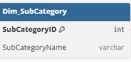 Dim_SubCategory
SubCategoryID int
SubCategoryName varchar